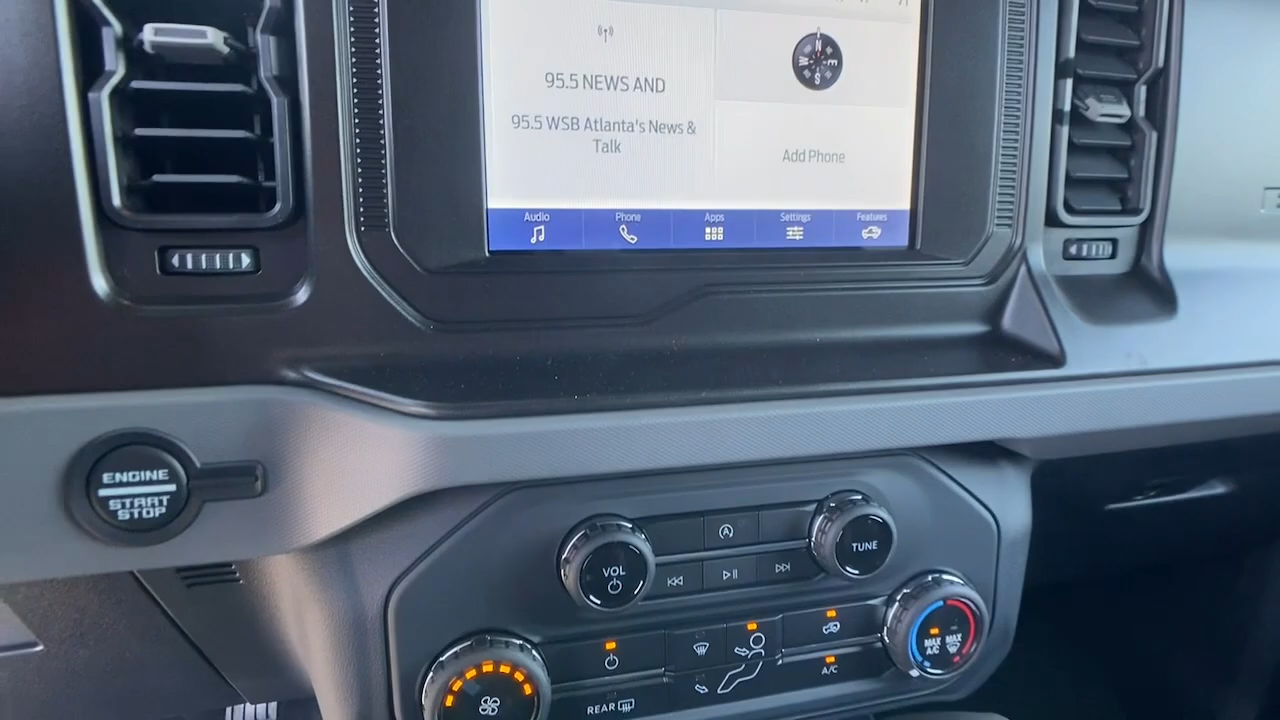 95.5 NEWS AND
95.5 WSB Atlanta's News &
Talk
N
W E
S
Add Phone
Audio
Phone
Apps
Settings
Features
ENGINE
START
STOP
A
VOL
TUNE
MAX
A/C
MAX
A/C
REAR